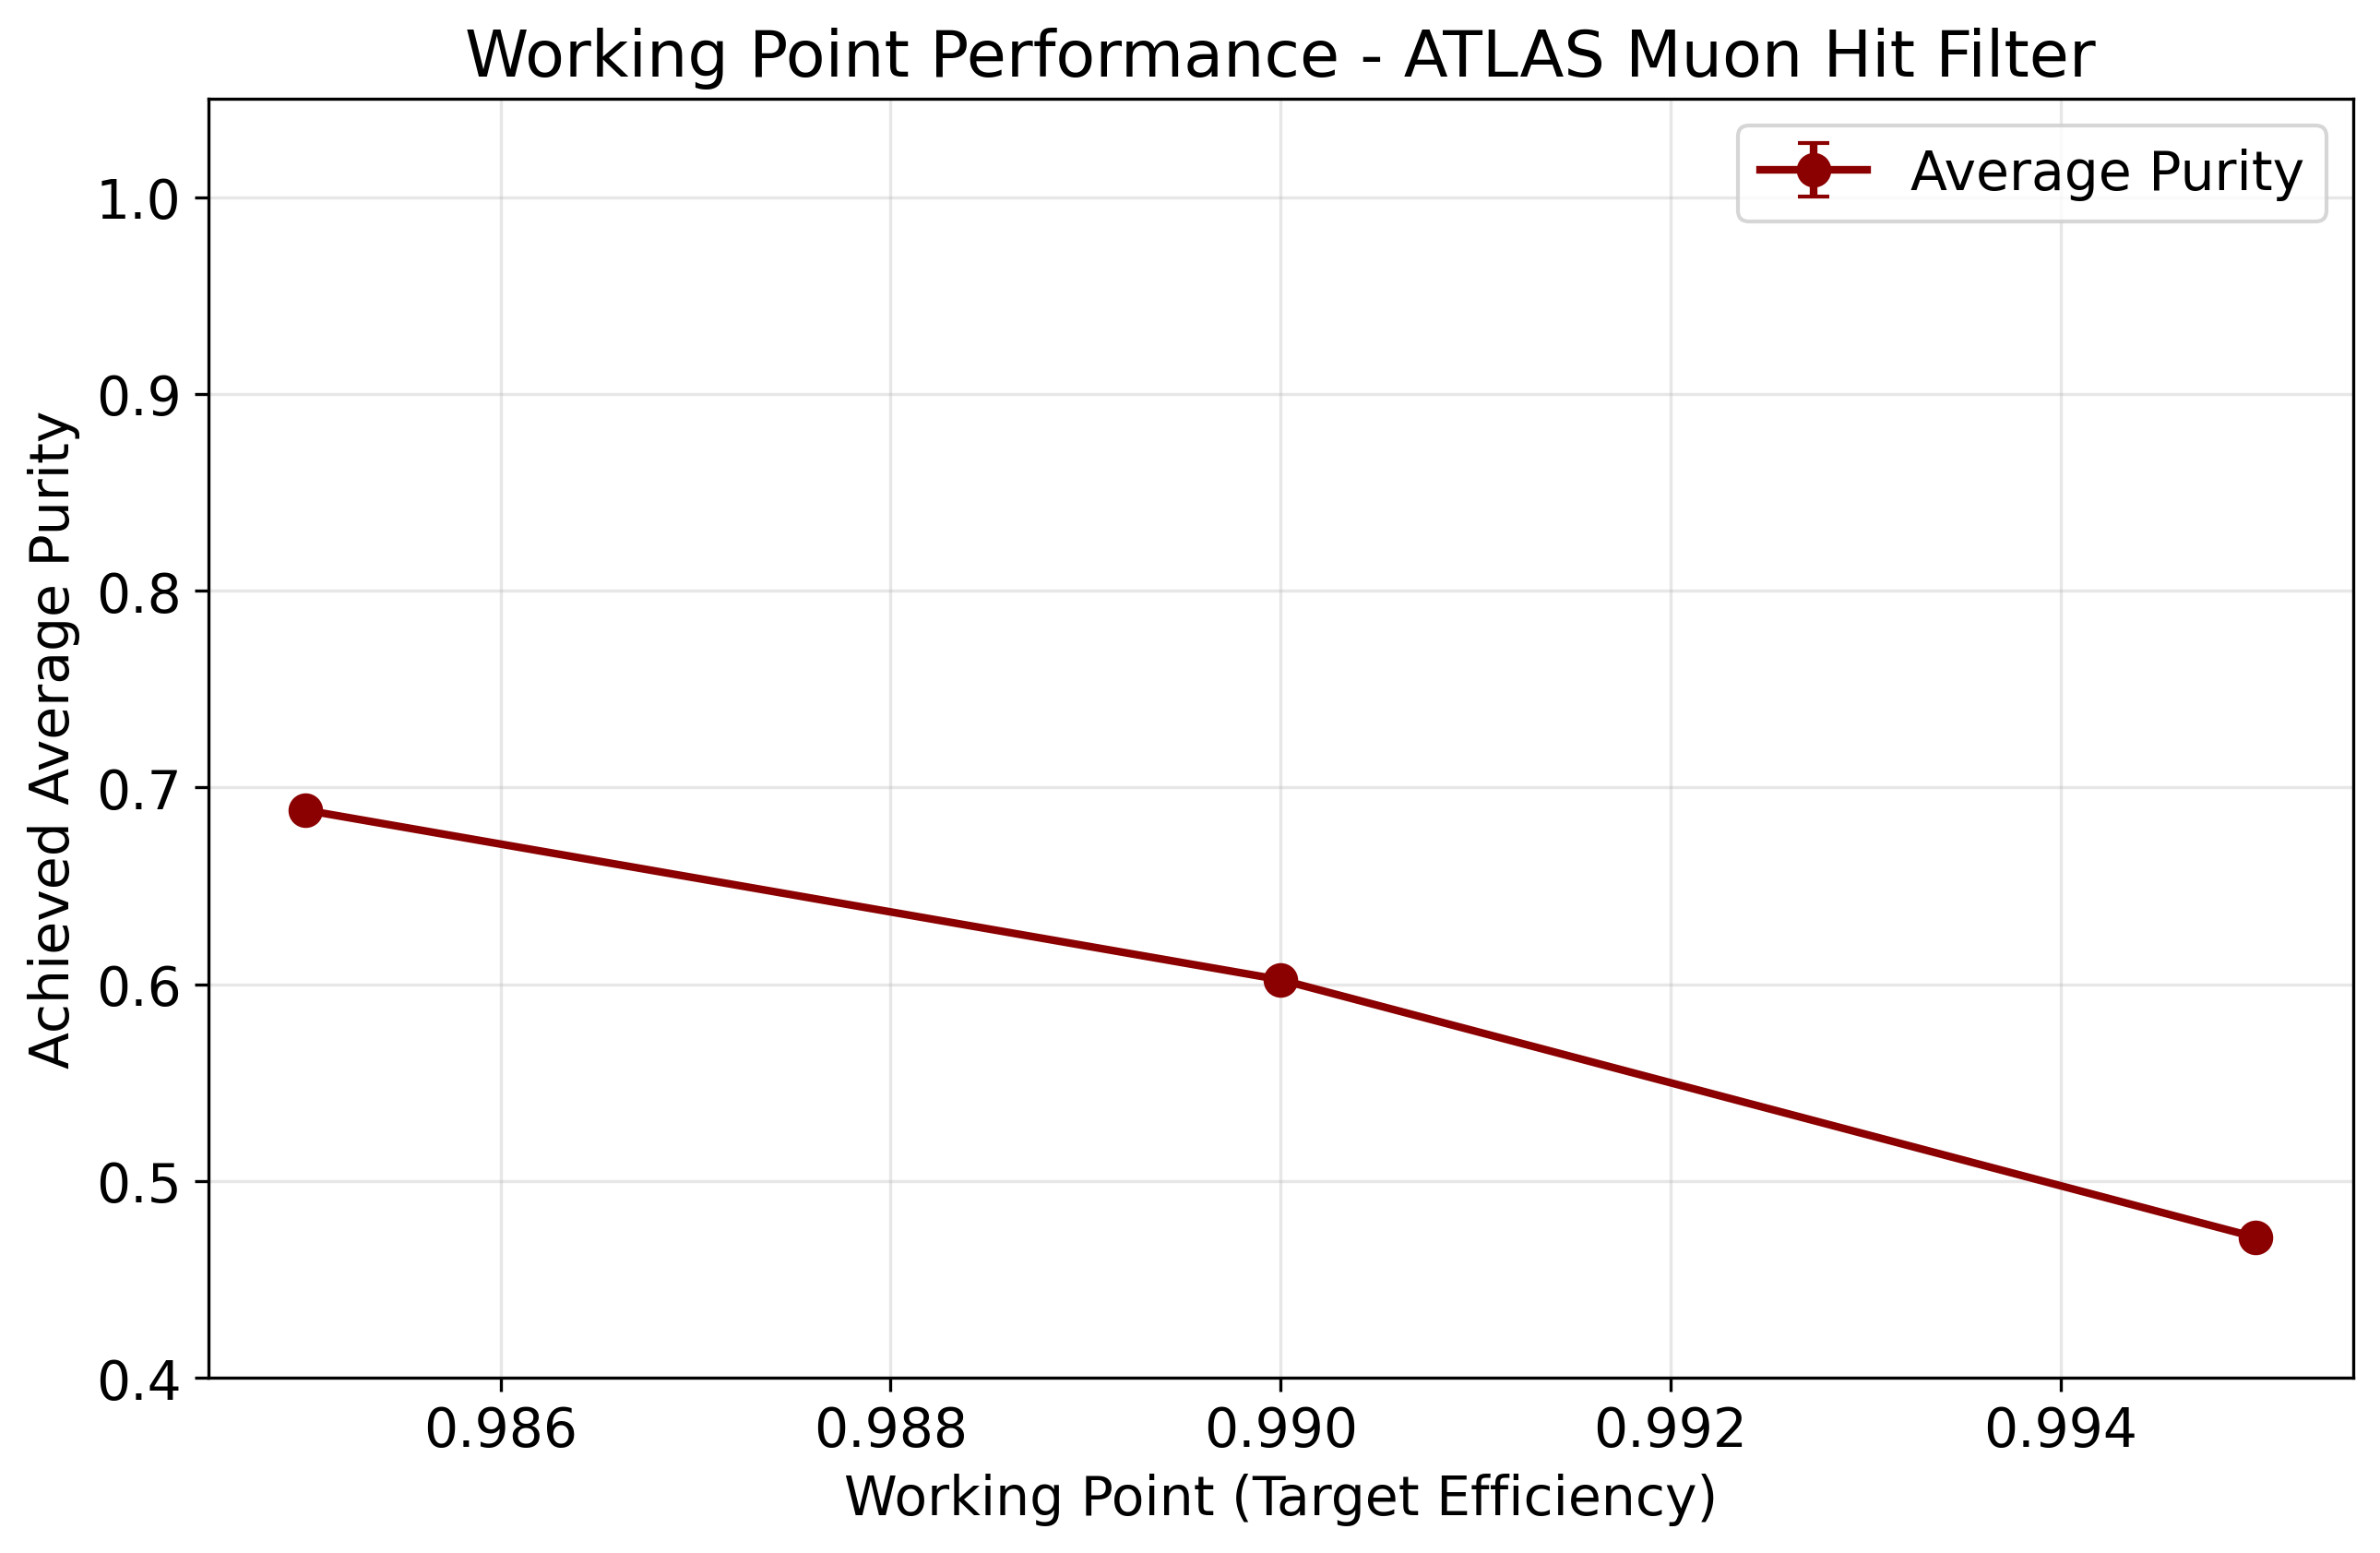 Working Point Performance - ATLAS Muon Hit Filter
Average Purity
Achieved Average Purity
1.0
0.9
0.8
0.7
0.6
0.5
0.4
0.986 0.988 0.990 0.992 0.994
Working Point (Target Efficiency)